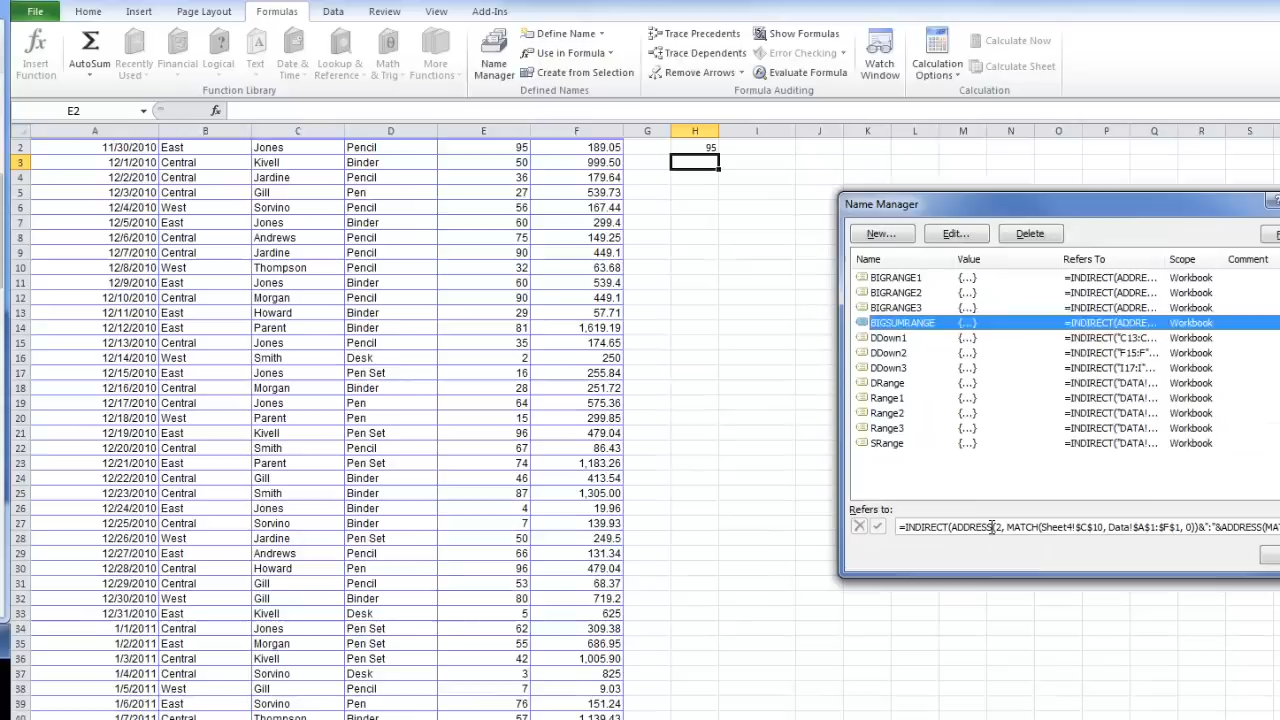 File Home Insert Page Layout Formulas Data Review View Add-Ins
fx Σ ? A θ
Insert Function AutoSum Recently Used Financial Logical Text Date & Time Lookup & Reference Math & Trig More Functions
Function Library
Name Manager
Define Name
Use in Formula
Create from Selection
Defined Names
Trace Precedents Show Formulas
Trace Dependents Error Checking
Remove Arrows Evaluate Formula
Formula Auditing
Watch Window
Calculation Options
Calculate Now
Calculate Sheet
Calculation
E2 fx
A B C D E F G H I J K L M N O P Q R S
2 11/30/2010 East Jones Pencil 95 189.05 95
3 12/1/2010 Central Kivell Binder 50 999.50
4 12/2/2010 Central Jardine Pencil 36 179.64
5 12/3/2010 Central Gill Pen 27 539.73
6 12/4/2010 West Sorvino Pencil 56 167.44
7 12/5/2010 East Jones Binder 60 299.4
8 12/6/2010 Central Andrews Pencil 75 149.25
9 12/7/2010 Central Jardine Pencil 90 449.1
10 12/8/2010 West Thompson Pencil 32 63.68
11 12/9/2010 East Jones Binder 60 539.4
12 12/10/2010 Central Morgan Pencil 90 449.1
13 12/11/2010 East Howard Binder 29 57.71
14 12/12/2010 East Parent Binder 81 1,619.19
15 12/13/2010 Central Jones Pencil 35 174.65
16 12/14/2010 West Smith Desk 2 250
17 12/15/2010 East Jones Pen Set 16 255.84
18 12/16/2010 Central Morgan Binder 28 251.72
19 12/17/2010 East Jones Pen 64 575.36
20 12/18/2010 West Parent Pen 15 299.85
21 12/19/2010 East Kivell Pen Set 96 479.04
22 12/20/2010 Central Smith Pencil 67 86.43
23 12/21/2010 East Parent Pen Set 74 1,183.26
24 12/22/2010 Central Gill Binder 46 413.54
25 12/23/2010 Central Smith Binder 87 1,305.00
26 12/24/2010 East Jones Binder 4 19.96
27 12/25/2010 Central Sorvino Binder 7 139.93
28 12/26/2010 Central Jardine Pen Set 50 249.5
29 12/27/2010 East Andrews Pencil 66 131.34
30 12/28/2010 Central Howard Pen 96 479.04
31 12/29/2010 Central Gill Pencil 53 68.37
32 12/30/2010 West Gill Binder 80 719.2
33 12/31/2010 East Kivell Desk 5 625
34 1/1/2011 Central Jones Pen Set 62 309.38
35 1/2/2011 East Morgan Pen Set 55 686.95
36 1/3/2011 Central Kivell Pen Set 42 1,005.90
37 1/4/2011 Central Sorvino Desk 3 825
38 1/5/2011 West Gill Pencil 7 9.03
39 1/6/2011 East Sorvino Pen 76 151.24
40 1/7/2011 Central Thompson Binder 57 1,139.43
Name Manager
New... Edit... Delete
Name Value Refers To Scope Comment
BIGRANGE1 {...} =INDIRECT(ADDRE... Workbook
BIGRANGE2 {...} =INDIRECT(ADDRE... Workbook
BIGRANGE3 {...} =INDIRECT(ADDRE... Workbook
BIGSUMRANGE {...} =INDIRECT(ADDRE... Workbook
DDown1 {...} =INDIRECT("C13:C... Workbook
DDown2 {...} =INDIRECT("F15:F"... Workbook
DDown3 {...} =INDIRECT("I17:I"... Workbook
DRange {...} =INDIRECT("DATA!... Workbook
Range1 {...} =INDIRECT("DATA!... Workbook
Range2 {...} =INDIRECT("DATA!... Workbook
Range3 {...} =INDIRECT("DATA!... Workbook
SRange {...} =INDIRECT("DATA!... Workbook
Refers to:
=INDIRECT(ADDRESS(2, MATCH(Sheet4!$C$10, Data!$A$1:$F$1, 0))&":"&ADDRESS(MA